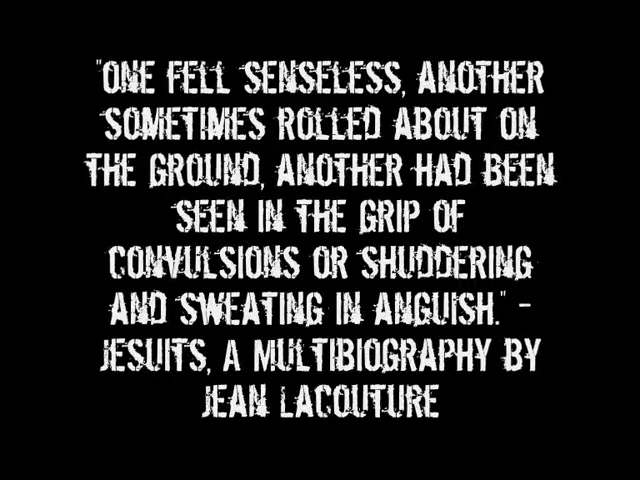 "ONE FELL SENSELESS, ANOTHER
SOMETIMES ROLLED ABOUT ON
THE GROUND, ANOTHER HAD BEEN
SEEN IN THE GRIP OF
CONVULSIONS OR SHUDDERING
AND SWEATING IN ANGUISH." -
JESUITS, A MULTIBIOGRAPHY BY
JEAN LACOUTURE